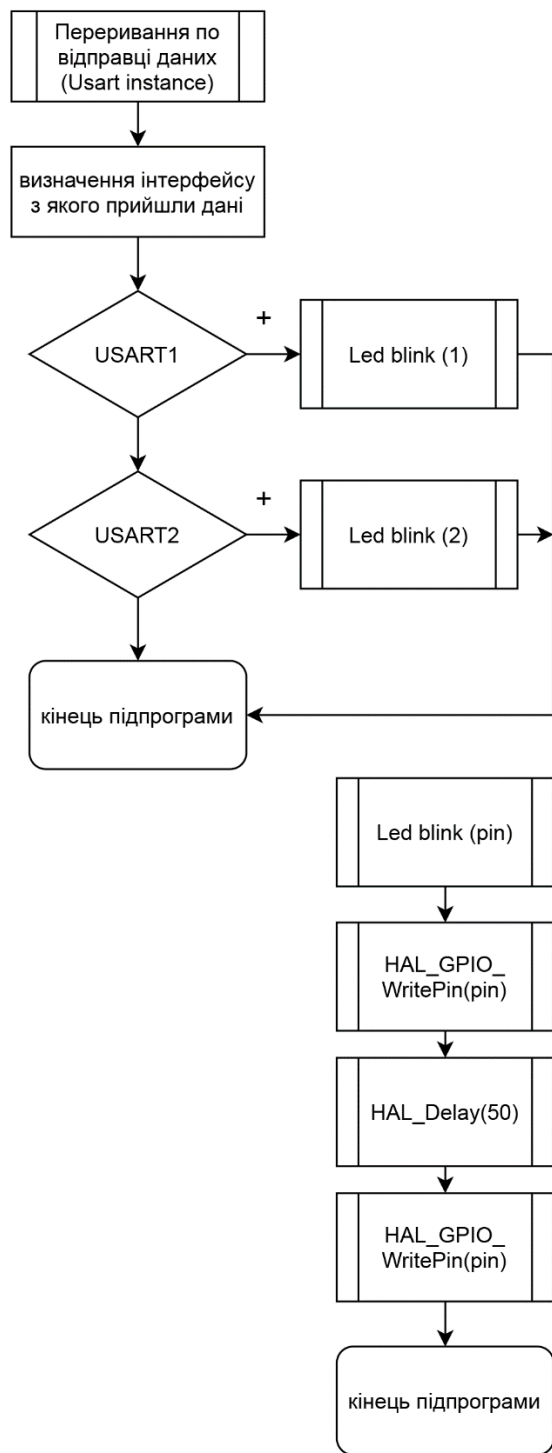 Переривання по
відправці даних
(Usart instance)
визначення інтерфейсу
з якого прийшли дані
USART1
+
Led blink (1)
USART2
+
Led blink (2)
кінець підпрограми
Led blink (pin)
HAL_GPIO_
WritePin(pin)
HAL_Delay(50)
HAL_GPIO_
WritePin(pin)
кінець підпрограми